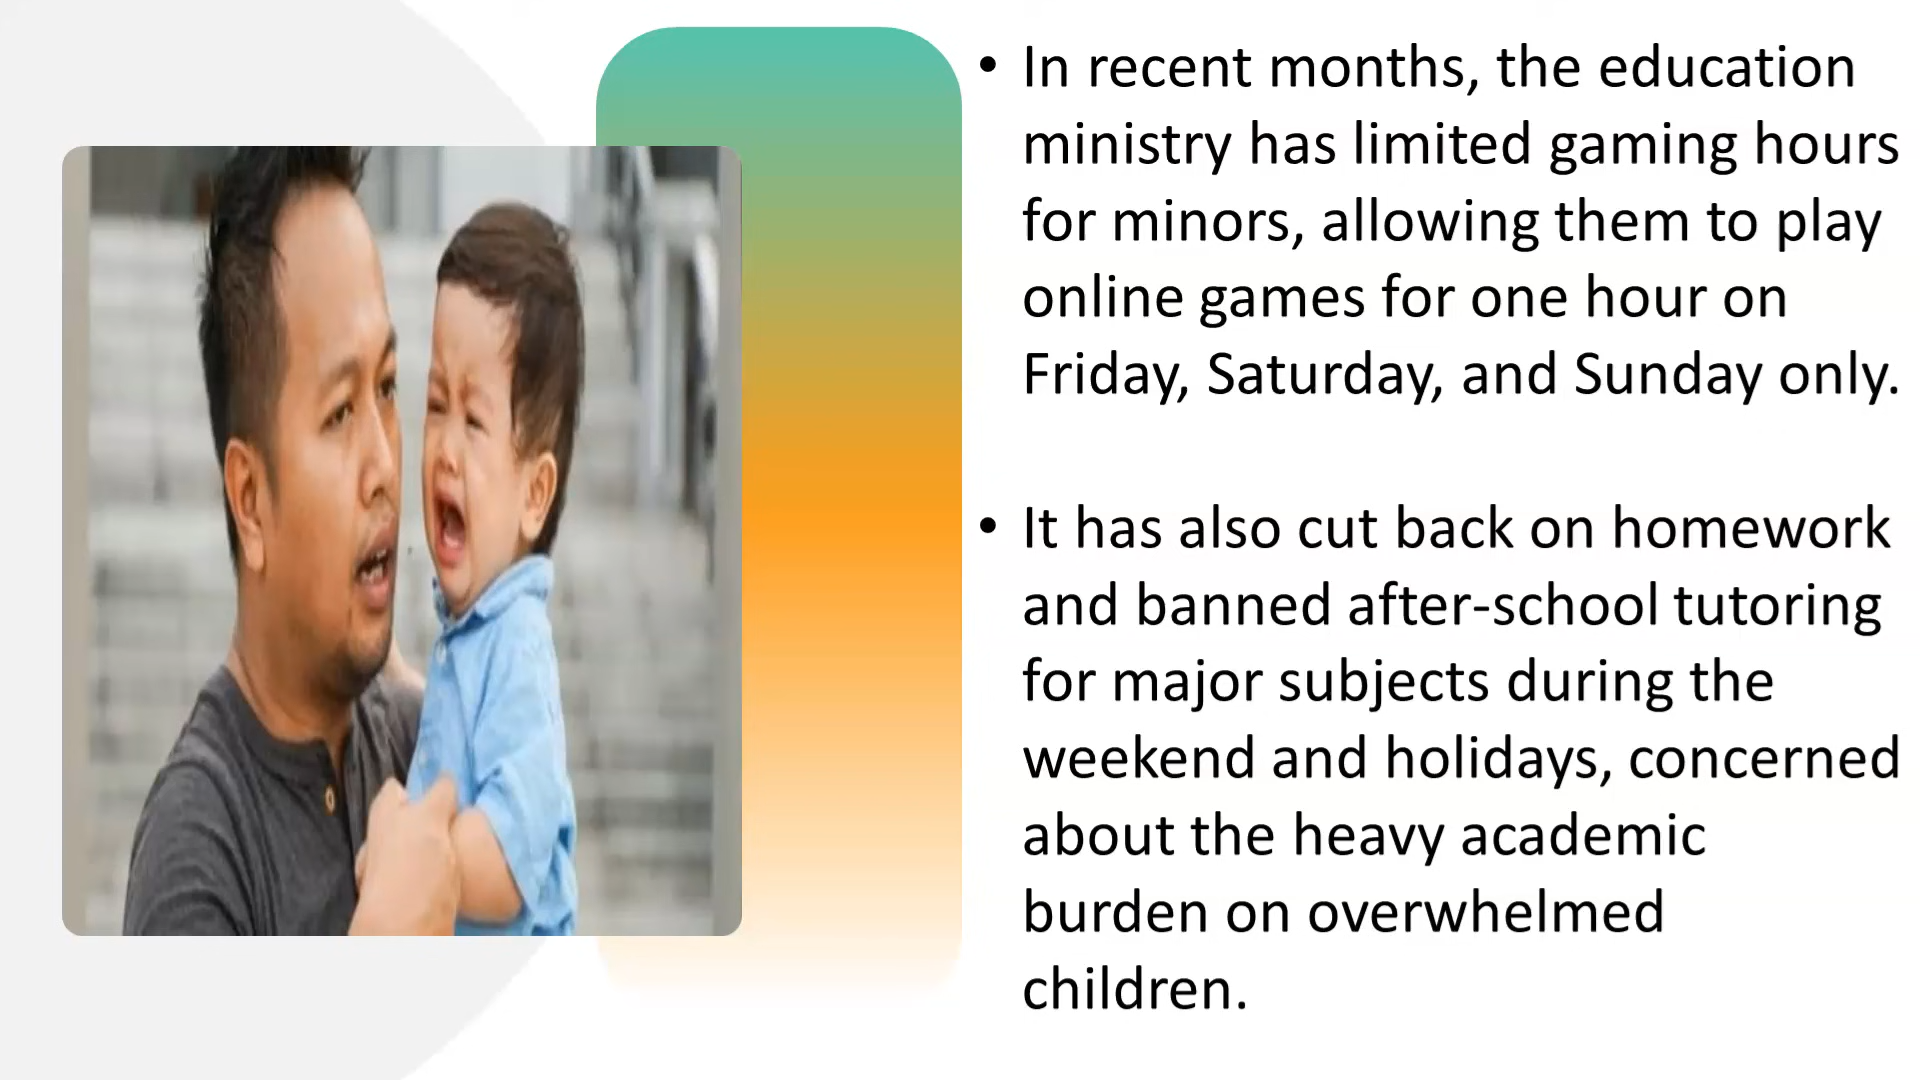 • In recent months, the education
ministry has limited gaming hours
for minors, allowing them to play
online games for one hour on
Friday, Saturday, and Sunday only.
• It has also cut back on homework
and banned after-school tutoring
for major subjects during the
weekend and holidays, concerned
about the heavy academic
burden on overwhelmed
children.